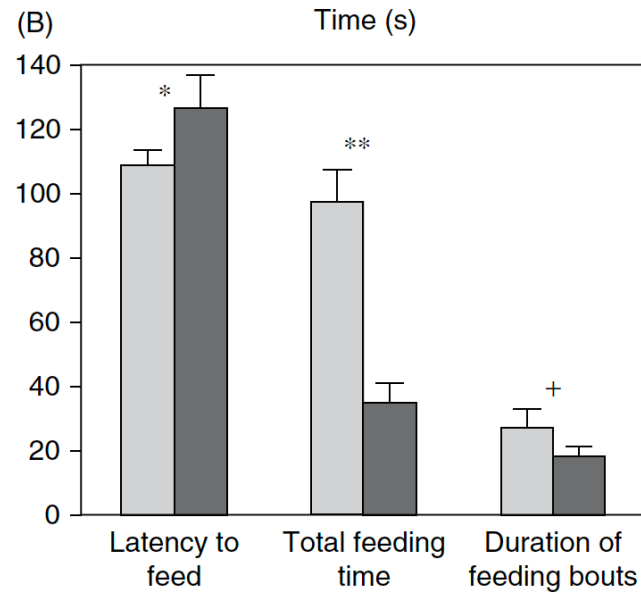 (B)
Time (s)
140
120
100
80
60
40
20
0
*
**
+
Latency to
feed
Total feeding
time
Duration of
feeding bouts